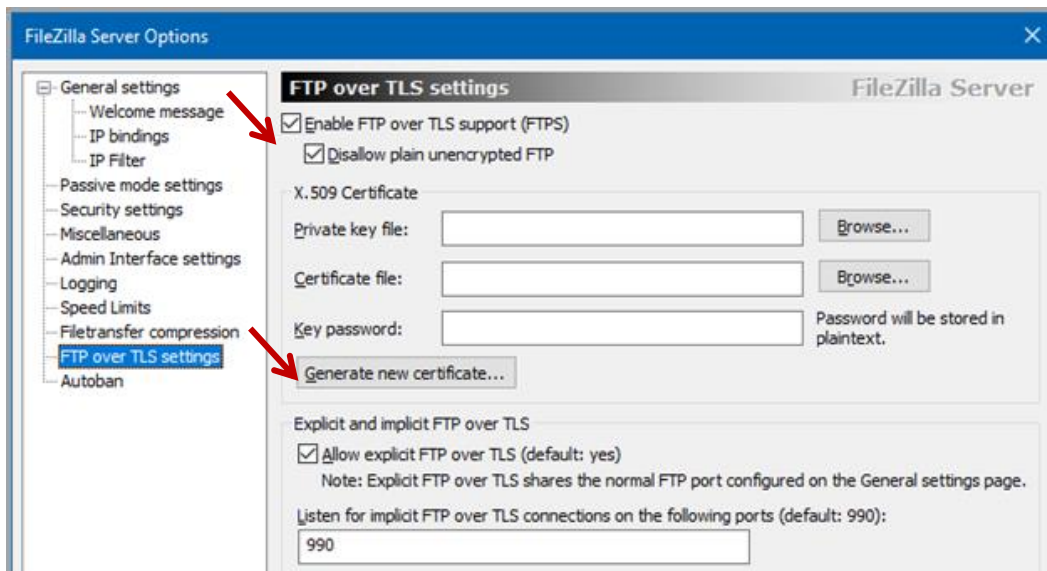 FileZilla Server Options
General settings
Welcome message
IP bindings
IP Filter
Passive mode settings
Security settings
Miscellaneous
Admin Interface settings
Logging
Speed Limits
Filetransfer compression
FTP over TLS settings
Autoban
FTP over TLS settings
FileZilla Server
Enable FTP over TLS support (FTPS)
Disallow plain unencrypted FTP
X.509 Certificate
Private key file:
Browse...
Certificate file:
Browse...
Key password:
Password will be stored in
plaintext.
Generate new certificate...
Explicit and implicit FTP over TLS
Allow explicit FTP over TLS (default: yes)
Note: Explicit FTP over TLS shares the normal FTP port configured on the General settings page.
Listen for implicit FTP over TLS connections on the following ports (default: 990):
990